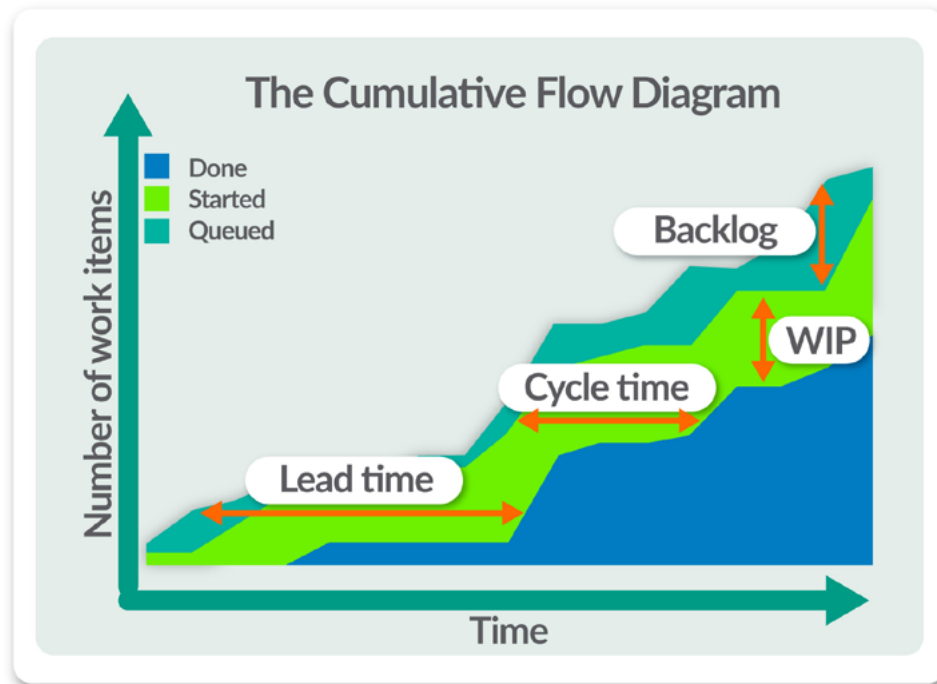 The Cumulative Flow Diagram
Done
Started
Queued
Number of work items
Backlog
WIP
Cycle time
Lead time
Time